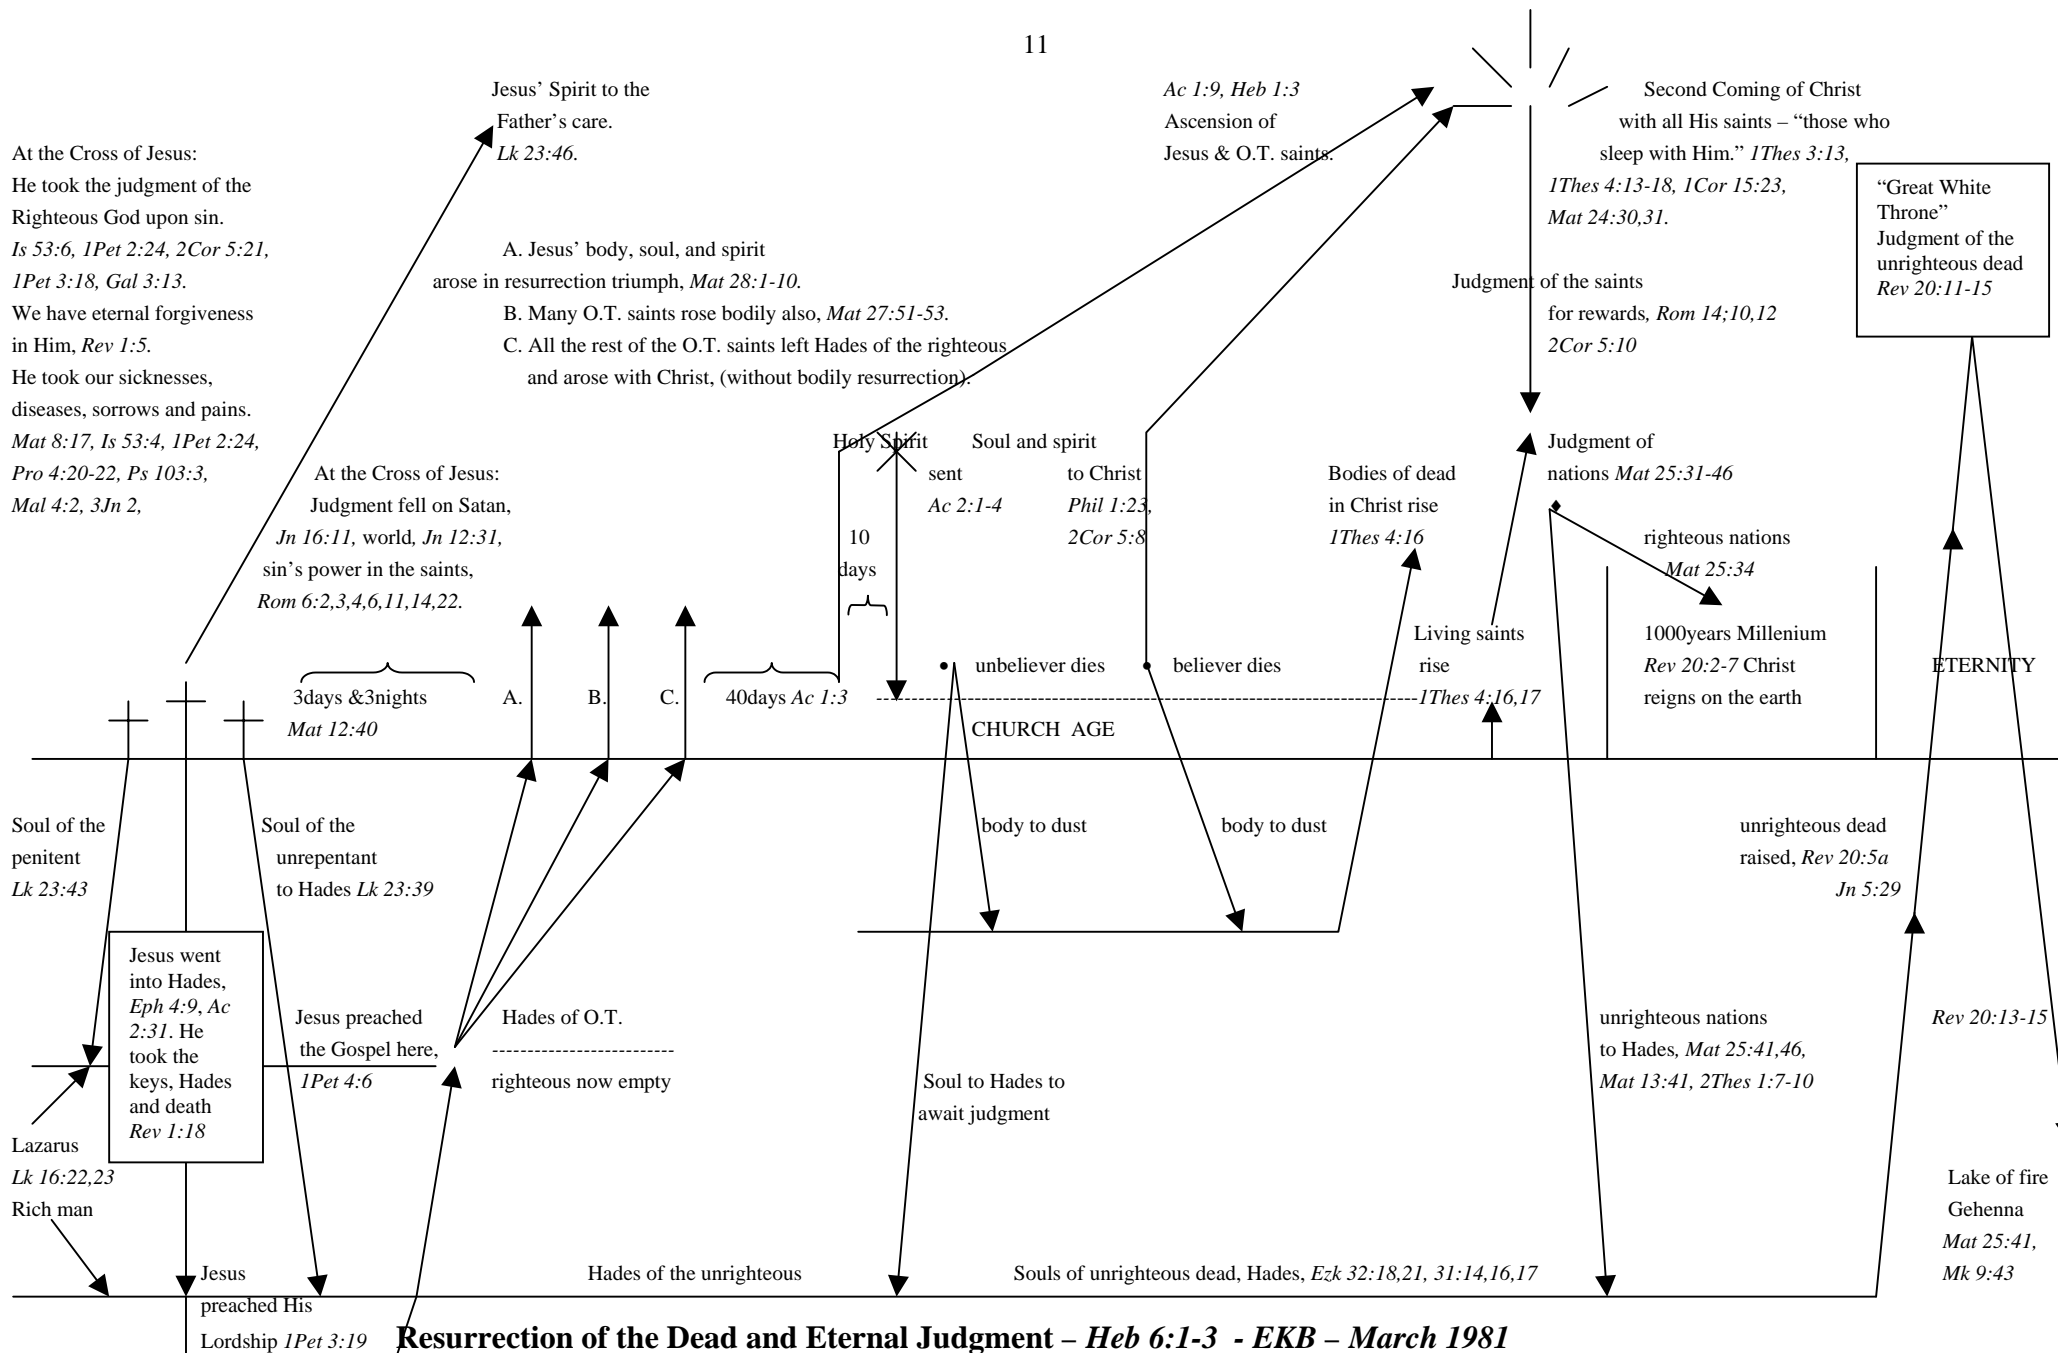 11
Jesus’ Spirit to the
Father’s care.
Lk 23:46.
Ac 1:9, Heb 1:3
Ascension of
Jesus & O.T. saints.
Second Coming of Christ
with all His saints – “those who
sleep with Him.” 1Thes 3:13,
1Thes 4:13-18, 1Cor 15:23,
Mat 24:30,31.
“Great White
Throne”
Judgment of the
unrighteous dead
Rev 20:11-15
At the Cross of Jesus:
He took the judgment of the
Righteous God upon sin.
Is 53:6, 1Pet 2:24, 2Cor 5:21,
1Pet 3:18, Gal 3:13.
We have eternal forgiveness
in Him, Rev 1:5.
He took our sicknesses,
diseases, sorrows and pains.
Mat 8:17, Is 53:4, 1Pet 2:24,
Pro 4:20-22, Ps 103:3,
Mal 4:2, 3Jn 2,
A. Jesus’ body, soul, and spirit
arose in resurrection triumph, Mat 28:1-10.
B. Many O.T. saints rose bodily also, Mat 27:51-53.
C. All the rest of the O.T. saints left Hades of the righteous
and arose with Christ, (without bodily resurrection).
Judgment of the saints
for rewards, Rom 14;10,12
2Cor 5:10
At the Cross of Jesus:
Judgment fell on Satan,
Jn 16:11, world, Jn 12:31,
sin’s power in the saints,
Rom 6:2,3,4,6,11,14,22.
Holy Spirit
sent
Ac 2:1-4
10
days
Soul and spirit
to Christ
Phil 1:23,
2Cor 5:8
Bodies of dead
in Christ rise
1Thes 4:16
Judgment of
nations Mat 25:31-46
righteous nations
Mat 25:34
3days &3nights
Mat 12:40
A.
B.
C.
40days Ac 1:3
unbeliever dies
believer dies
Living saints
rise
1Thes 4:16,17
1000years Millenium
Rev 20:2-7 Christ
reigns on the earth
ETERNITY
CHURCH AGE
Soul of the
penitent
Lk 23:43
Soul of the
unrepentant
to Hades Lk 23:39
body to dust
body to dust
unrighteous dead
raised, Rev 20:5a
Jn 5:29
Jesus went
into Hades,
Eph 4:9, Ac
2:31. He
took the
keys, Hades
and death
Rev 1:18
Jesus preached
the Gospel here,
1Pet 4:6
Hades of O.T.
righteous now empty
Soul to Hades to
await judgment
unrighteous nations
to Hades, Mat 25:41,46,
Mat 13:41, 2Thes 1:7-10
Rev 20:13-15
Lazarus
Lk 16:22,23
Rich man
Lake of fire
Gehenna
Mat 25:41,
Mk 9:43
Jesus
preached His
Lordship 1Pet 3:19
Hades of the unrighteous
Souls of unrighteous dead, Hades, Ezk 32:18,21, 31:14,16,17
Resurrection of the Dead and Eternal Judgment – Heb 6:1-3 - EKB – March 1981